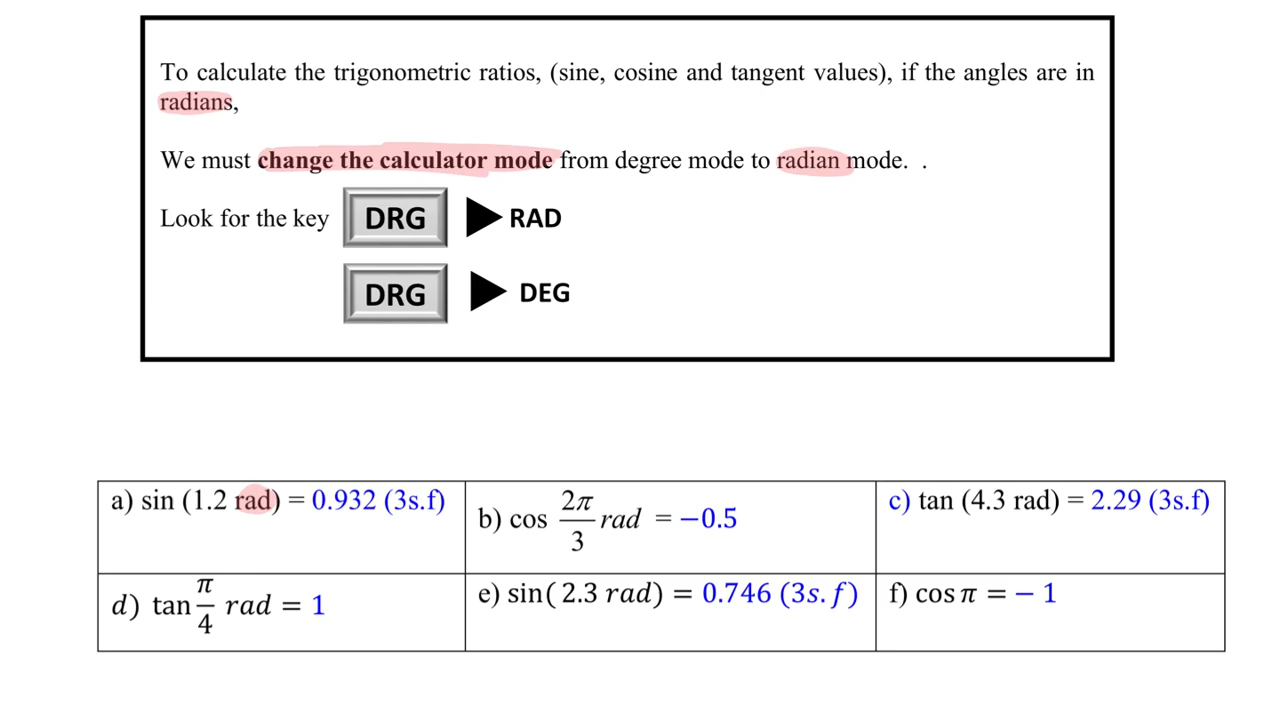 To calculate the trigonometric ratios, (sine, cosine and tangent values), if the angles are in
radians,
We must change the calculator mode from degree mode to radian mode. .
Look for the key DRG ▶ RAD
DRG ▶ DEG
a) sin (1.2 rad) = 0.932 (3s.f)
b) cos 2π/3 rad = −0.5
c) tan (4.3 rad) = 2.29 (3s.f)
d) tan π/4 rad = 1
e) sin( 2.3 rad) = 0.746 (3s. f)
f) cos π = − 1